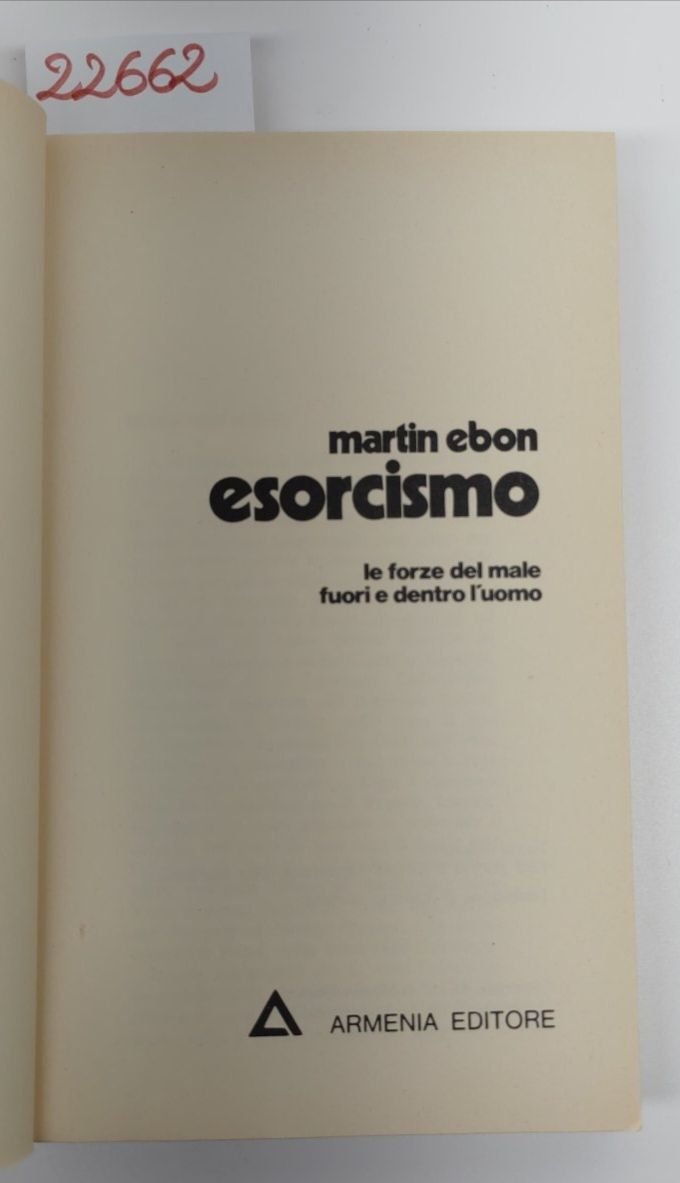 22662
martin ebon
esorcismo
le forze del male
fuori e dentro l'uomo
ARMENIA EDITORE